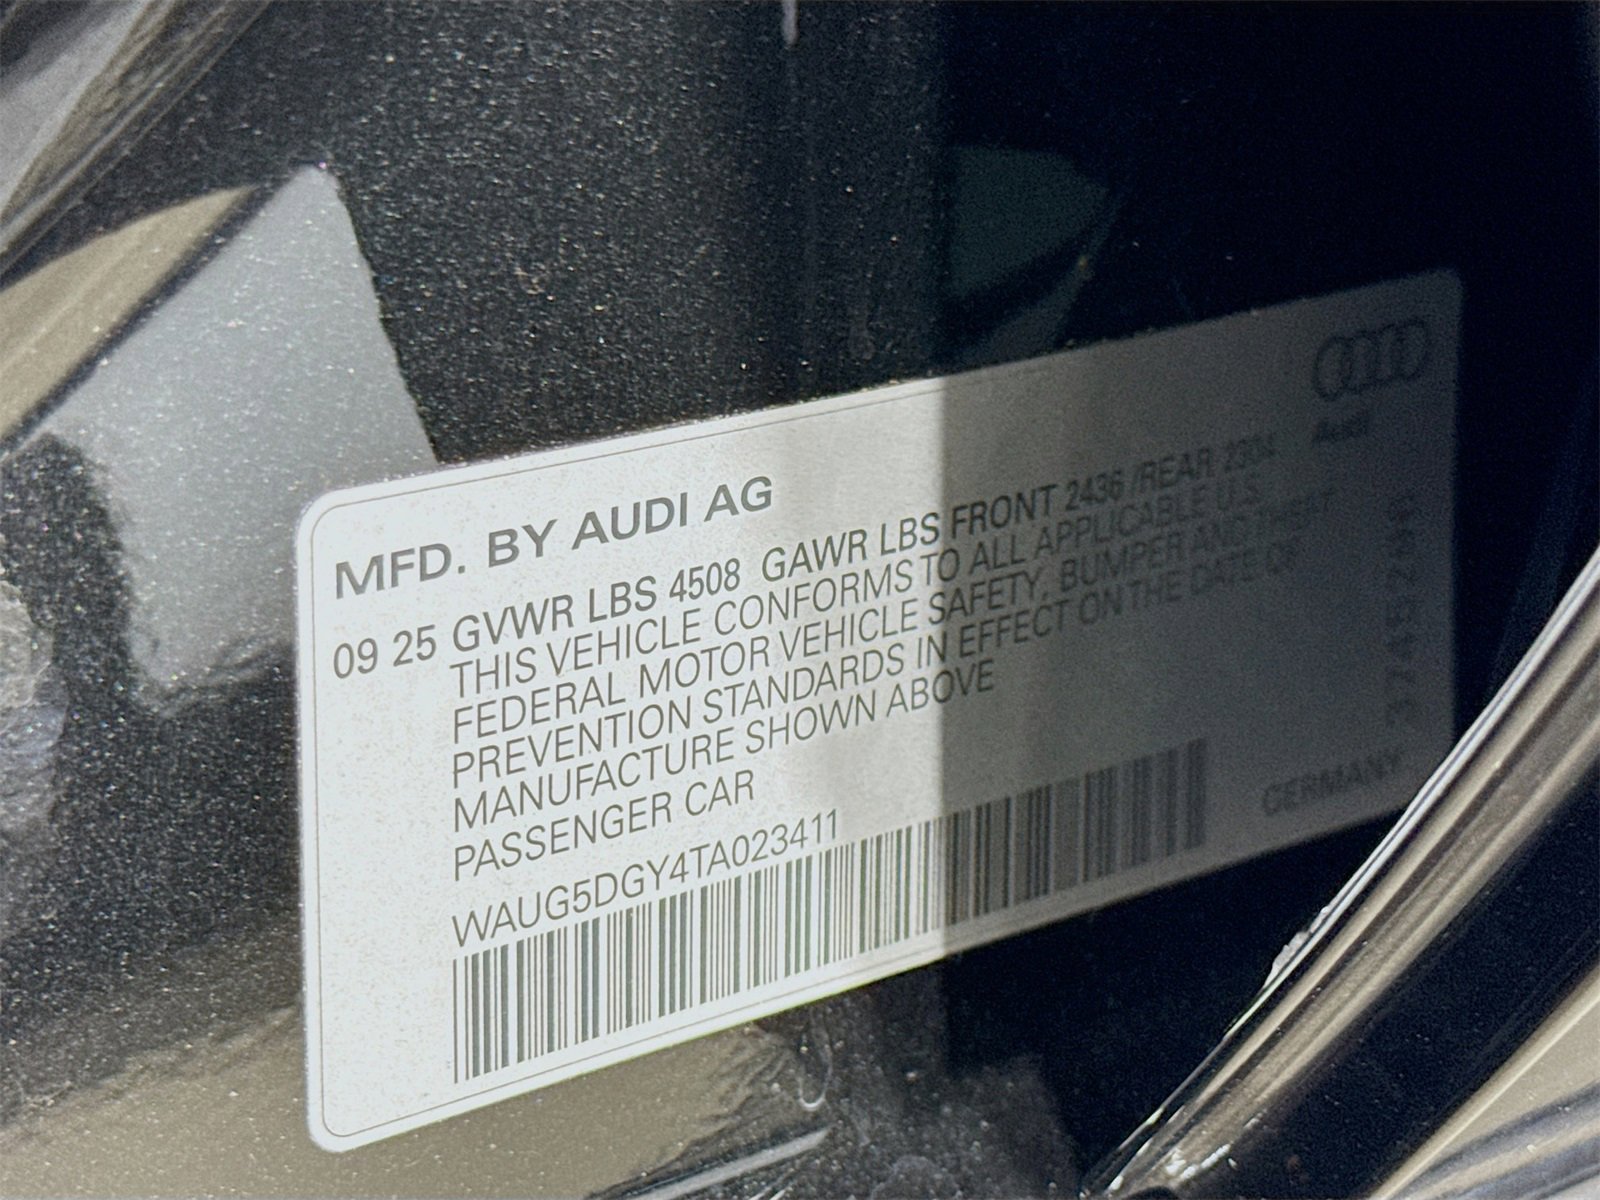 Audi
MFD. BY AUDI AG
09 25 GVWR LBS 4508 GAWR LBS FRONT 2436 /REAR 2304
THIS VEHICLE CONFORMS TO ALL APPLICABLE U.S.
FEDERAL MOTOR VEHICLE SAFETY, BUMPER AND THEFT
PREVENTION STANDARDS IN EFFECT ON THE DATE OF
MANUFACTURE SHOWN ABOVE
PASSENGER CAR
WAUG5DGY4TA023411
GERMANY